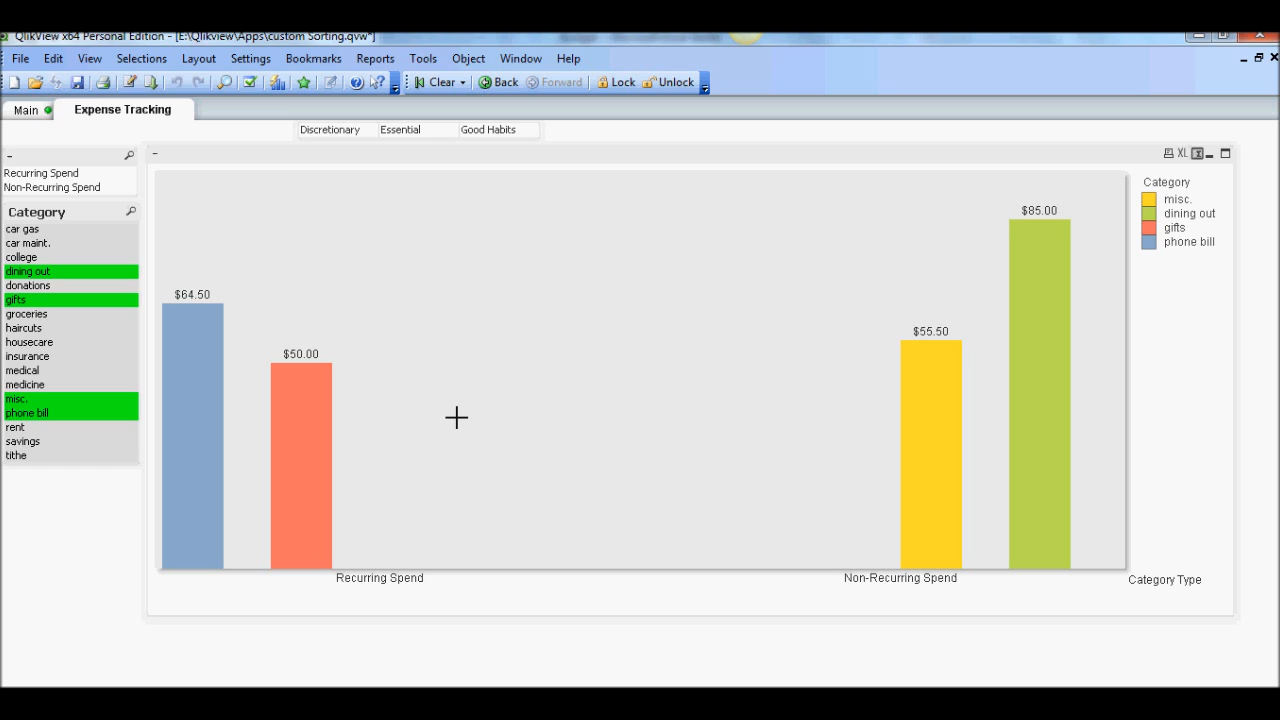 QlikView x64 Personal Edition - [E:\Qlikview\Apps\custom Sorting.qvw*]
File Edit View Selections Layout Settings Bookmarks Reports Tools Object Window Help
Clear Back Forward Lock Unlock
Main Expense Tracking
Discretionary Essential Good Habits
Recurring Spend
Non-Recurring Spend
Category
car gas
car maint.
college
dining out
donations
gifts
groceries
haircuts
housecare
insurance
medical
medicine
misc.
phone bill
rent
savings
tithe
XL
$64.50
$50.00
$55.50
$85.00
Recurring Spend
Non-Recurring Spend
Category Type
Category
misc.
dining out
gifts
phone bill